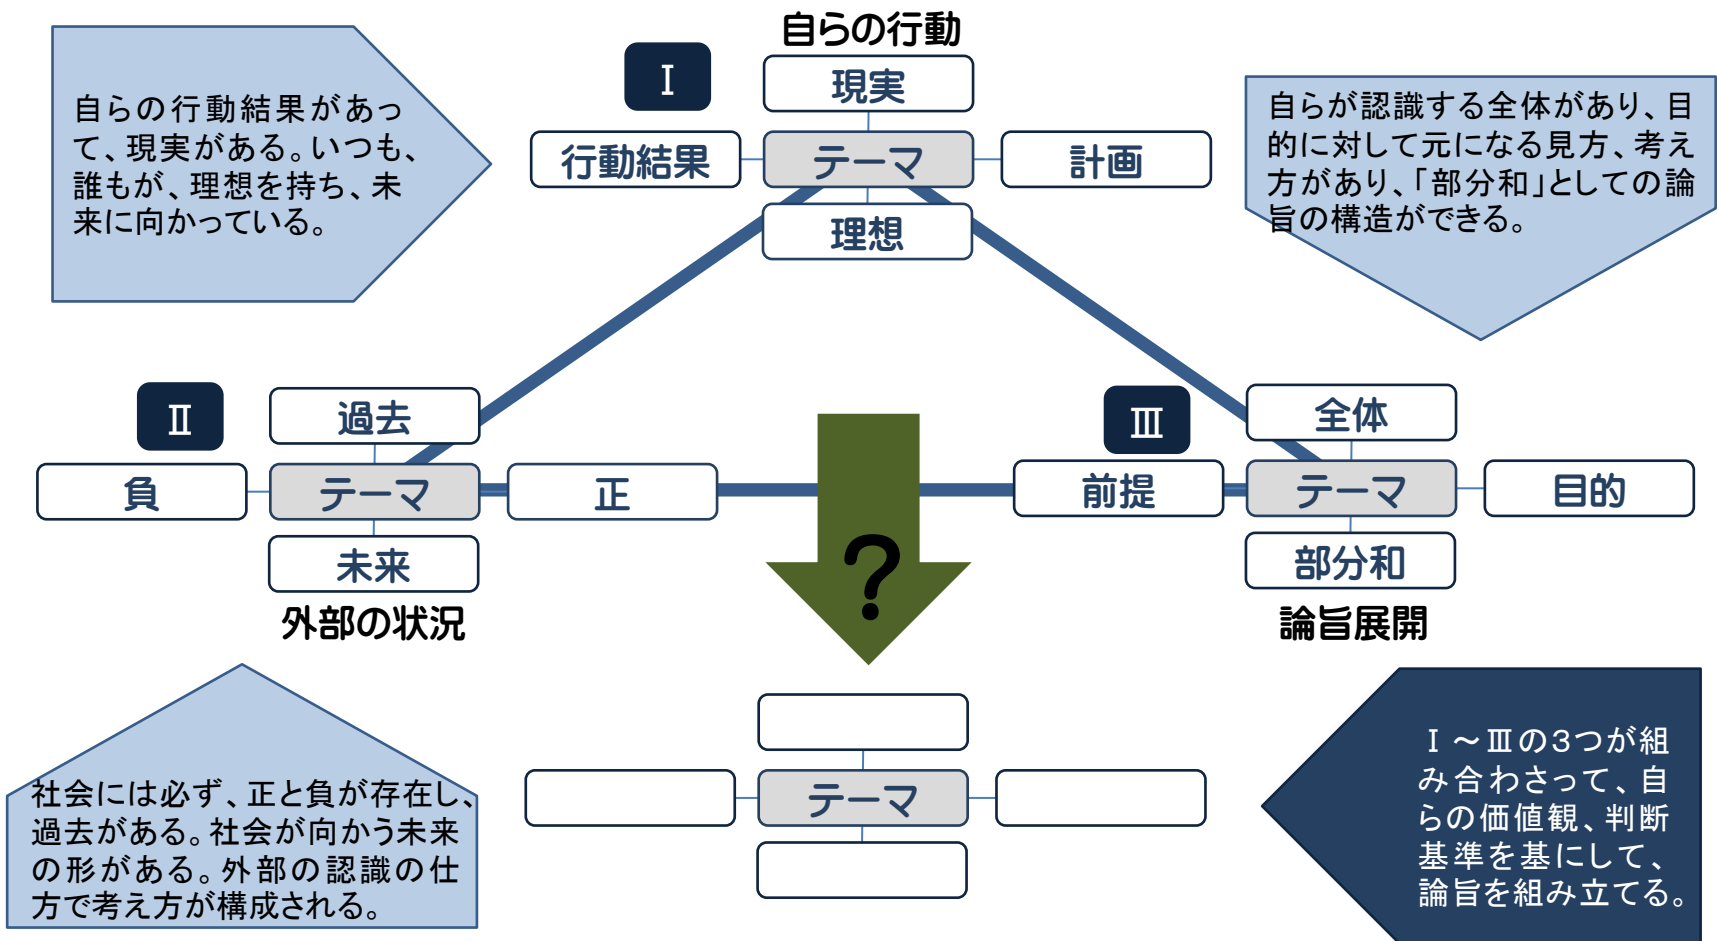 自らの行動
Ⅰ
現実
行動結果
テーマ
計画
理想
自らの行動結果があっ
て、現実がある。いつも、
誰もが、理想を持ち、未
来に向かっている。
自らが認識する全体があり、目
的に対して元になる見方、考え
方があり、「部分和」としての論
旨の構造ができる。
Ⅱ
過去
負
テーマ
正
未来
外部の状況
Ⅲ
全体
前提
テーマ
目的
部分和
論旨展開
?
社会には必ず、正と負が存在し、
過去がある。社会が向かう未来
の形がある。外部の認識の仕
方で考え方が構成される。
テーマ
Ⅰ～Ⅲの3つが組
み合わさって、自
らの価値観、判断
基準を基にして、
論旨を組み立てる。